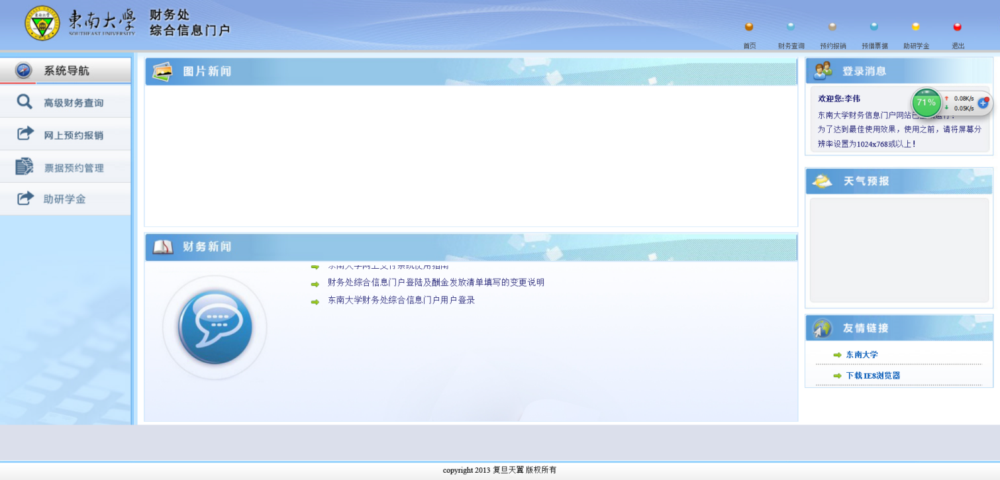 東南大學
SOUTHEAST UNIVERSITY
财务处
综合信息门户
首页
财务查询
预约报销
预借票据
助研学金
退出
系统导航
高级财务查询
网上预约报销
票据预约管理
助研学金
图片新闻
财务新闻
东南大学网上支付系统使用指南
财务处综合信息门户登陆及酬金发放清单填写的变更说明
东南大学财务处综合信息门户用户登录
登录消息
欢迎您:李伟
东南大学财务信息门户网站已
为了达到最佳使用效果，使用之前，请将屏幕分
辨率设置为1024x768或以上！
71%
0.08K/s
0.05K/s
天气预报
友情链接
东南大学
下载IE8浏览器
copyright 2013 复旦天翼 版权所有